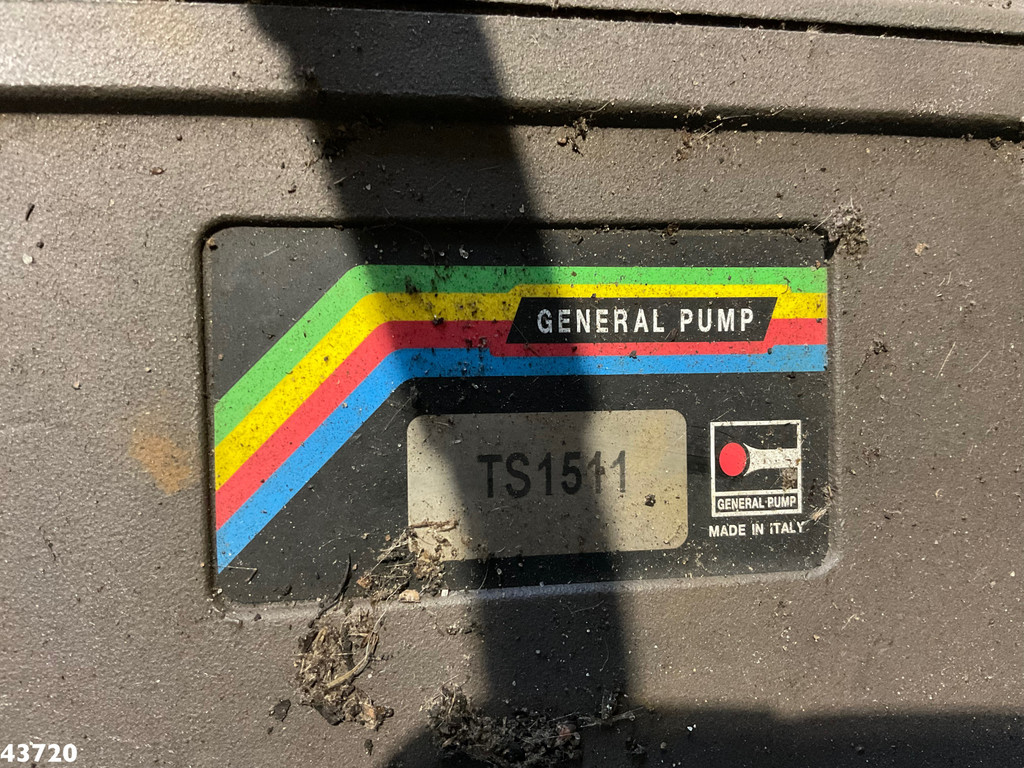 GENERAL PUMP
TS1511
GENERAL PUMP
MADE IN ITALY
43720